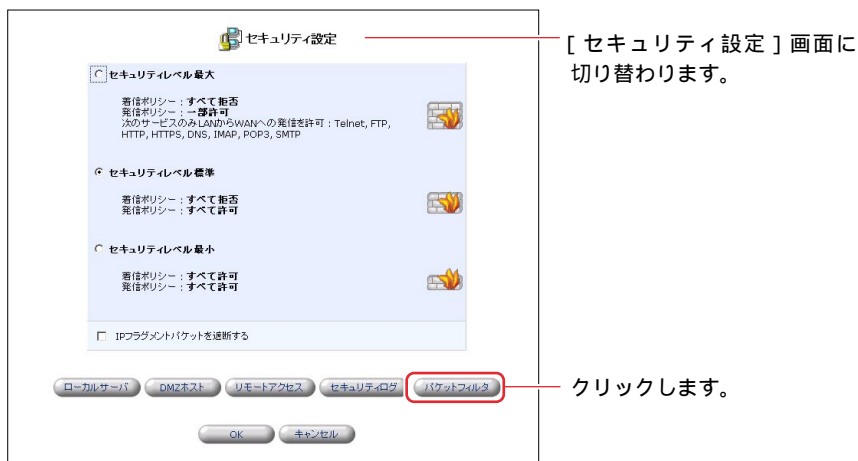 セキュリティ設定
[ セキュリティ設定 ] 画面に
切り替わります。
セキュリティレベル 最大
着信ポリシー : すべて拒否
発信ポリシー : 一部許可
次のサービスのみLANからWANへの発信を許可 : Telnet, FTP,
HTTP, HTTPS, DNS, IMAP, POP3, SMTP
セキュリティレベル 標準
着信ポリシー : すべて拒否
発信ポリシー : すべて許可
セキュリティレベル 最小
着信ポリシー : すべて許可
発信ポリシー : すべて許可
IPフラグメントパケットを遮断する
ローカルサーバ DMZホスト リモートアクセス セキュリティログ パケットフィルタ
クリックします。
OK キャンセル